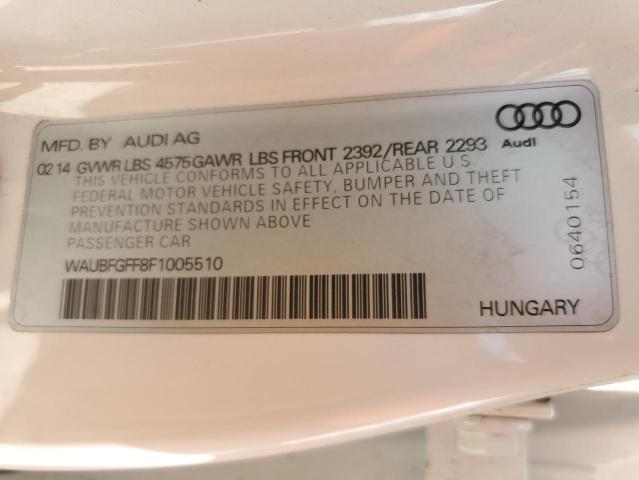 MFD. BY AUDI AG
02 14 GVWR LBS 4575 GAWR LBS FRONT 2392/REAR 2293
Audi
THIS VEHICLE CONFORMS TO ALL APPLICABLE U.S.
FEDERAL MOTOR VEHICLE SAFETY, BUMPER AND THEFT
PREVENTION STANDARDS IN EFFECT ON THE DATE OF
MANUFACTURE SHOWN ABOVE
PASSENGER CAR
WAUBFGFF8F1005510
HUNGARY
0640154